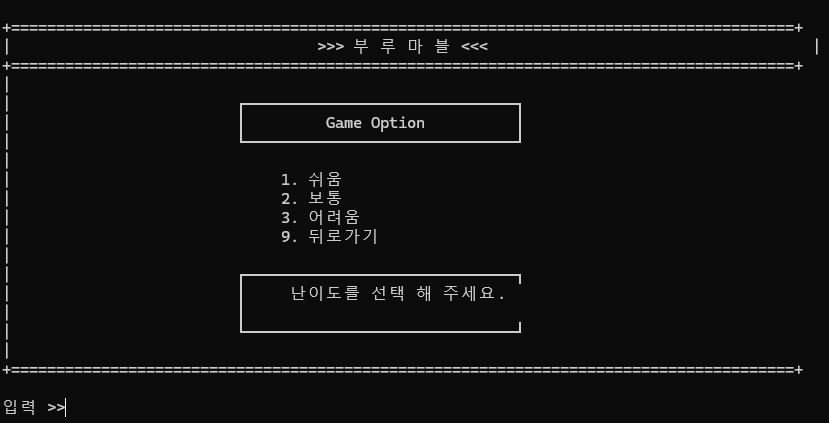 >>> 부 루 마 블 <<<
Game Option
1. 쉬움
2. 보통
3. 어려움
9. 뒤로가기
난이도를 선택 해 주세요.
입력 >>